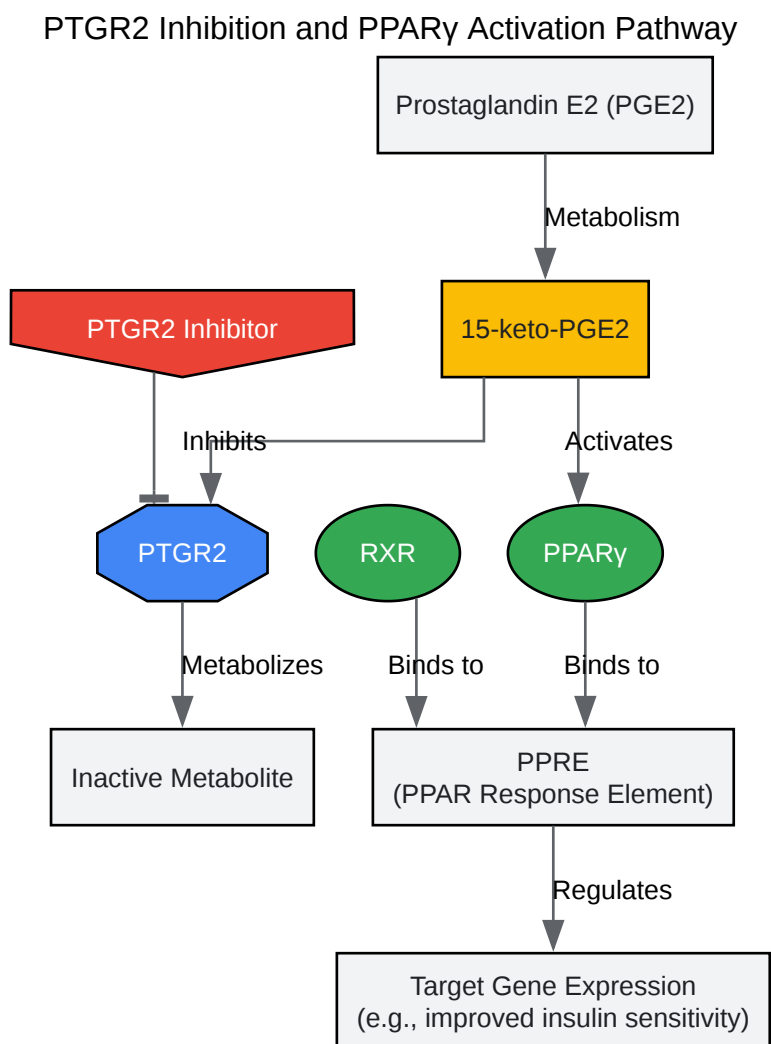 PTGR2 Inhibition and PPARγ Activation Pathway
Prostaglandin E2 (PGE2)
Metabolism
PTGR2 Inhibitor
15-keto-PGE2
Inhibits
Activates
PTGR2
RXR
PPARγ
Metabolizes
Binds to
Binds to
Inactive Metabolite
PPRE
(PPAR Response Element)
Regulates
Target Gene Expression
(e.g., improved insulin sensitivity)